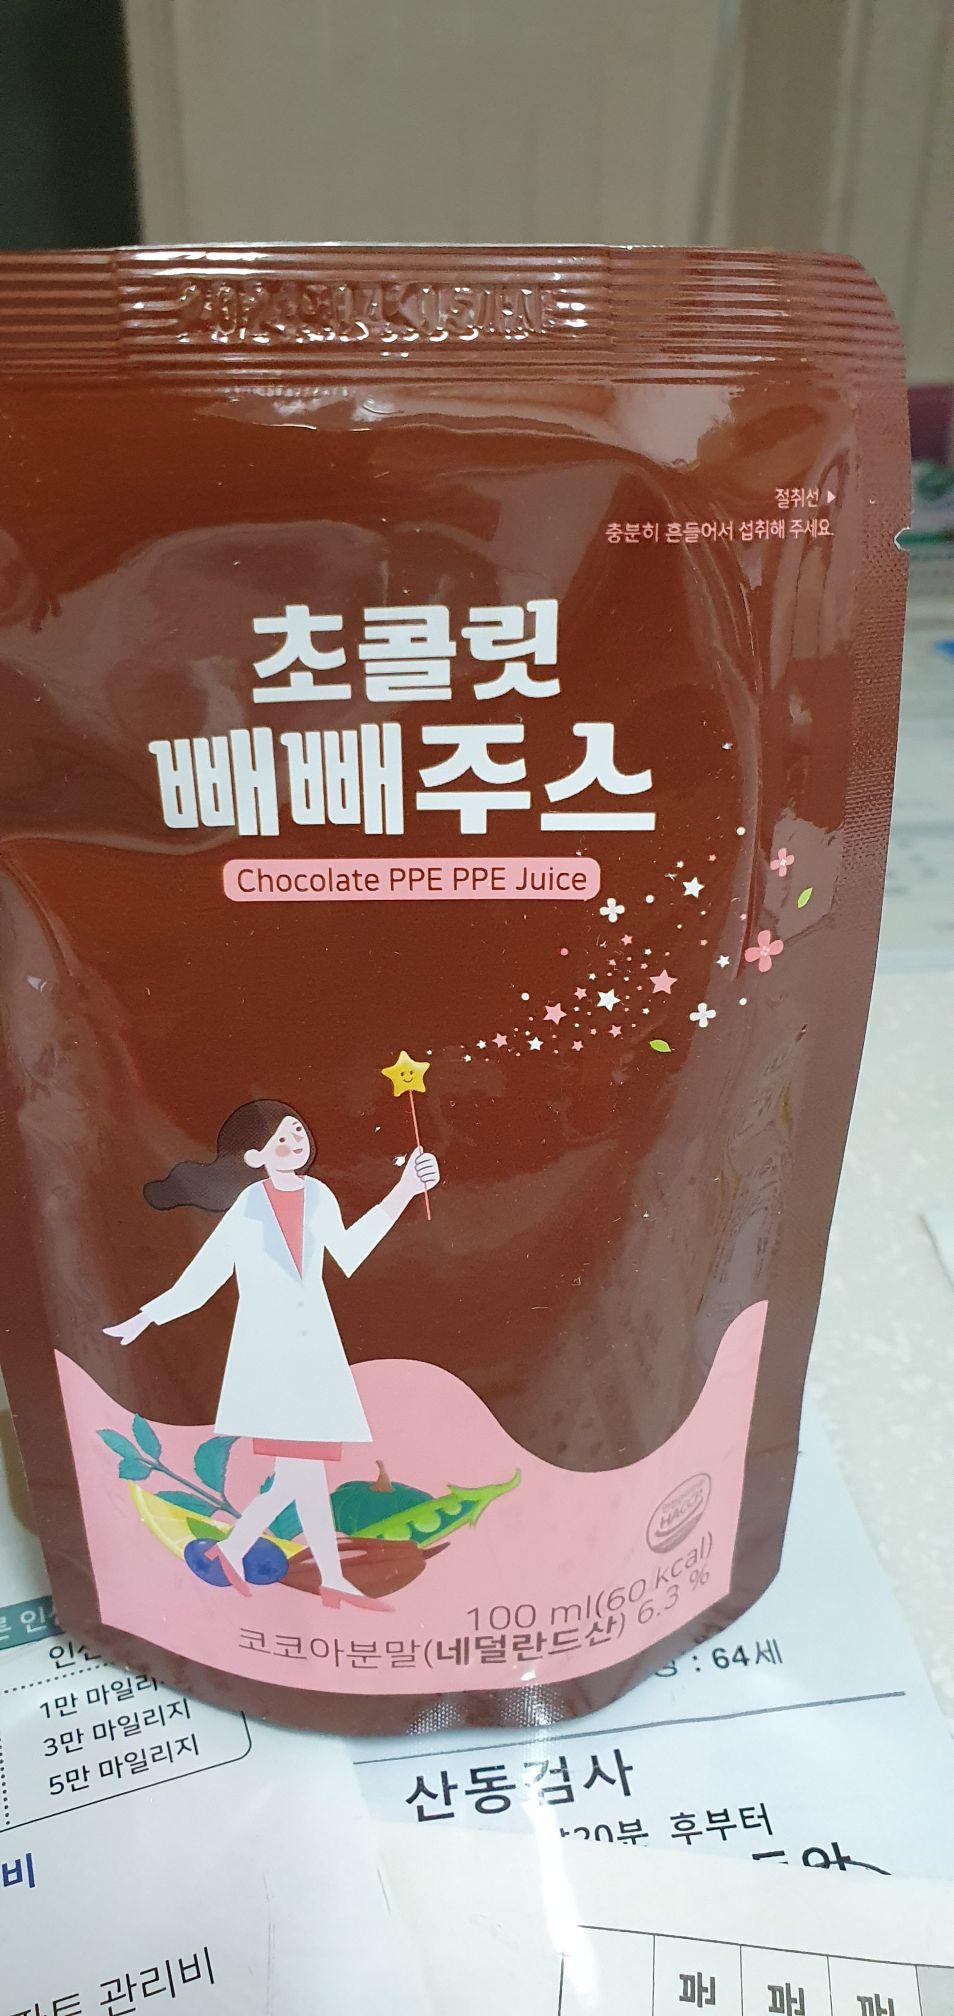 절취선 ▶
충분히 흔들어서 섭취해 주세요.
초콜릿
빼빼주스
Chocolate PPE PPE Juice
HACCP
100 ml(60 kcal)
코코아분말(네덜란드산) 6.3 %
: 64세
1만 마일리
3만 마일리지
5만 마일리지
산동검사
20분 후부터
비
관리비